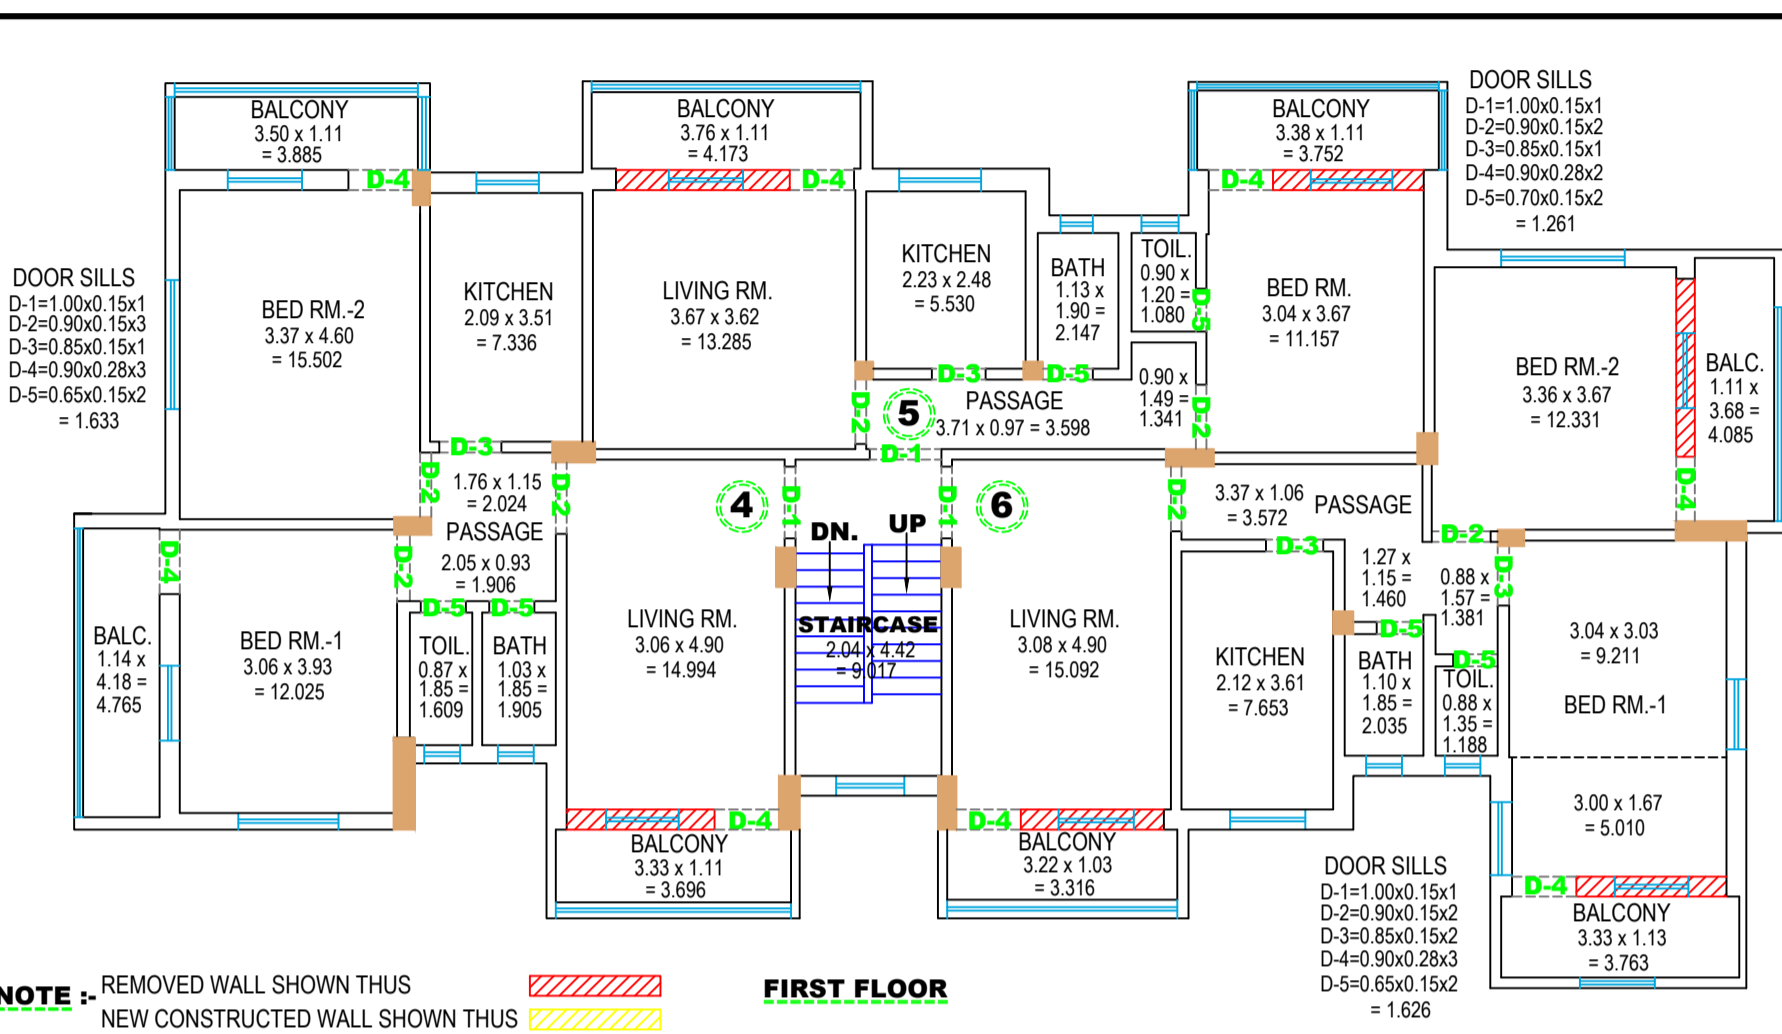 BALCONY
3.50 x 1.11
= 3.885
D-4
BALCONY
3.76 x 1.11
= 4.173
D-4
BALCONY
3.38 x 1.11
= 3.752
D-4
DOOR SILLS
D-1=1.00x0.15x1
D-2=0.90x0.15x2
D-3=0.85x0.15x1
D-4=0.90x0.28x2
D-5=0.70x0.15x2
= 1.261
DOOR SILLS
D-1=1.00x0.15x1
D-2=0.90x0.15x3
D-3=0.85x0.15x1
D-4=0.90x0.28x3
D-5=0.65x0.15x2
= 1.633
BED RM.-2
3.37 x 4.60
= 15.502
KITCHEN
2.09 x 3.51
= 7.336
LIVING RM.
3.67 x 3.62
= 13.285
KITCHEN
2.23 x 2.48
= 5.530
BATH
1.13 x
1.90 =
2.147
TOIL.
0.90 x
1.20 =
1.080
D-5
BED RM.
3.04 x 3.67
= 11.157
BED RM.-2
3.36 x 3.67
= 12.331
BALC.
1.11 x
3.68 =
4.085
D-4
D-3
D-5
0.90 x
1.49 =
1.341
D-2
D-2
5
PASSAGE
3.71 x 0.97 = 3.598
D-1
D-3
D-2
1.76 x 1.15
= 2.024
D-2
PASSAGE
2.05 x 0.93
= 1.906
D-2
D-5
D-5
4
D-1
DN.
UP
D-1
6
D-2
3.37 x 1.06
= 3.572
PASSAGE
D-3
D-2
D-3
1.27 x
1.15 =
1.460
0.88 x
1.57 =
1.381
D-4
BALC.
1.14 x
4.18 =
4.765
BED RM.-1
3.06 x 3.93
= 12.025
TOIL.
0.87 x
1.85 =
1.609
BATH
1.03 x
1.85 =
1.905
LIVING RM.
3.06 x 4.90
= 14.994
STAIRCASE
2.04 x 4.42
= 9.017
LIVING RM.
3.08 x 4.90
= 15.092
KITCHEN
2.12 x 3.61
= 7.653
D-5
BATH
1.10 x
1.85 =
2.035
D-5
TOIL.
0.88 x
1.35 =
1.188
3.04 x 3.03
= 9.211
BED RM.-1
3.00 x 1.67
= 5.010
D-4
BALCONY
3.33 x 1.11
= 3.696
D-4
BALCONY
3.22 x 1.03
= 3.316
D-4
BALCONY
3.33 x 1.13
= 3.763
DOOR SILLS
D-1=1.00x0.15x1
D-2=0.90x0.15x2
D-3=0.85x0.15x2
D-4=0.90x0.28x3
D-5=0.65x0.15x2
= 1.626
NOTE :- REMOVED WALL SHOWN THUS
NEW CONSTRUCTED WALL SHOWN THUS
FIRST FLOOR